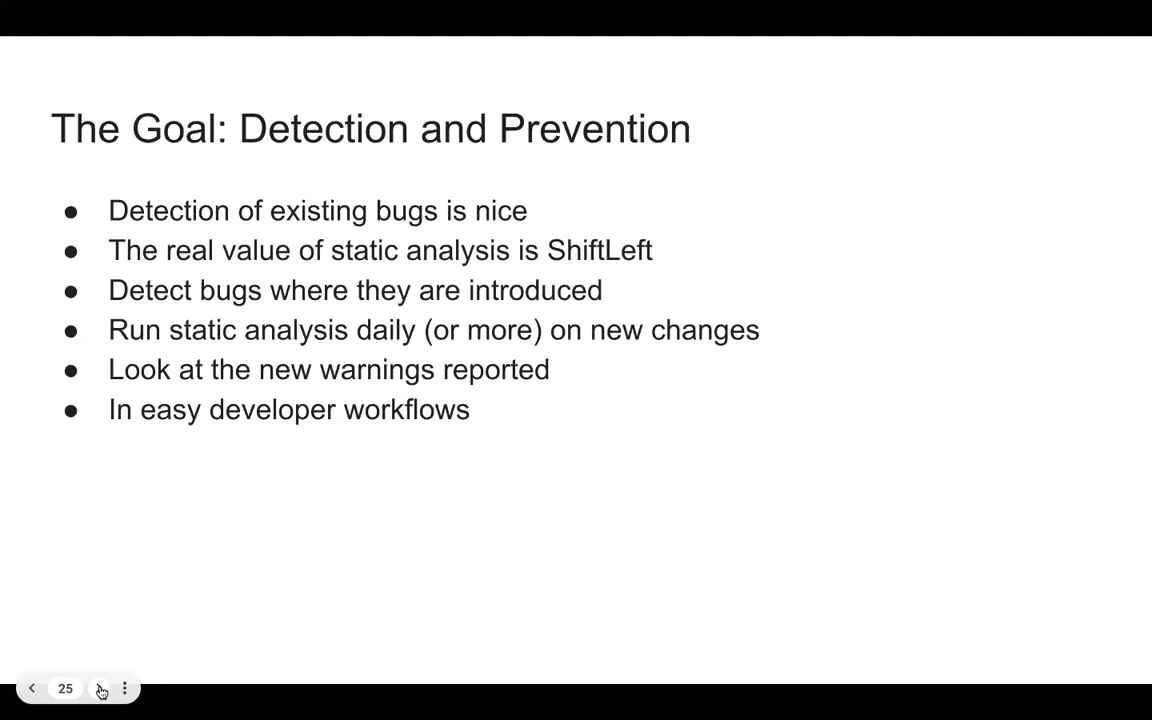 The Goal: Detection and Prevention
● Detection of existing bugs is nice
● The real value of static analysis is ShiftLeft
● Detect bugs where they are introduced
● Run static analysis daily (or more) on new changes
● Look at the new warnings reported
● In easy developer workflows
25